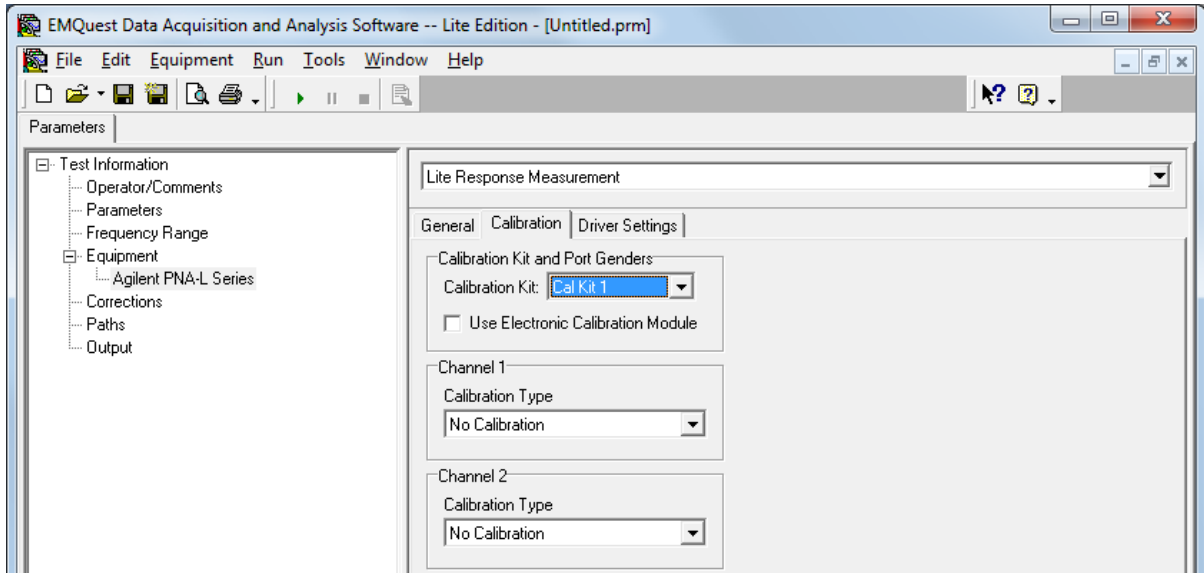 EMQuest Data Acquisition and Analysis Software -- Lite Edition - [Untitled.prm]
File Edit Equipment Run Tools Window Help
Parameters
Test Information
Operator/Comments
Parameters
Frequency Range
Equipment
Agilent PNA-L Series
Corrections
Paths
Output
Lite Response Measurement
General Calibration Driver Settings
Calibration Kit and Port Genders
Calibration Kit: Cal Kit 1
Use Electronic Calibration Module
Channel 1
Calibration Type
No Calibration
Channel 2
Calibration Type
No Calibration